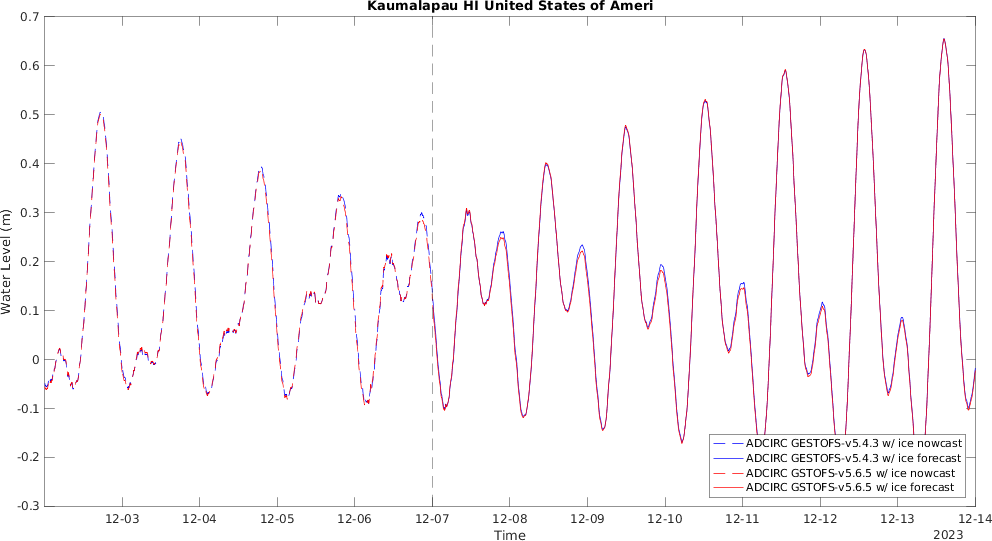 Kaumalapau HI United States of Ameri
0.7
0.6
0.5
0.4
0.3
0.2
0.1
0
-0.1
-0.2
-0.3
Water Level (m)
ADCIRC GESTOFS-v5.4.3 w/ ice nowcast
ADCIRC GESTOFS-v5.4.3 w/ ice forecast
ADCIRC GSTOFS-v5.6.5 w/ ice nowcast
ADCIRC GSTOFS-v5.6.5 w/ ice forecast
12-03 12-04 12-05 12-06 12-07 12-08 12-09 12-10 12-11 12-12 12-13 12-14
Time
2023